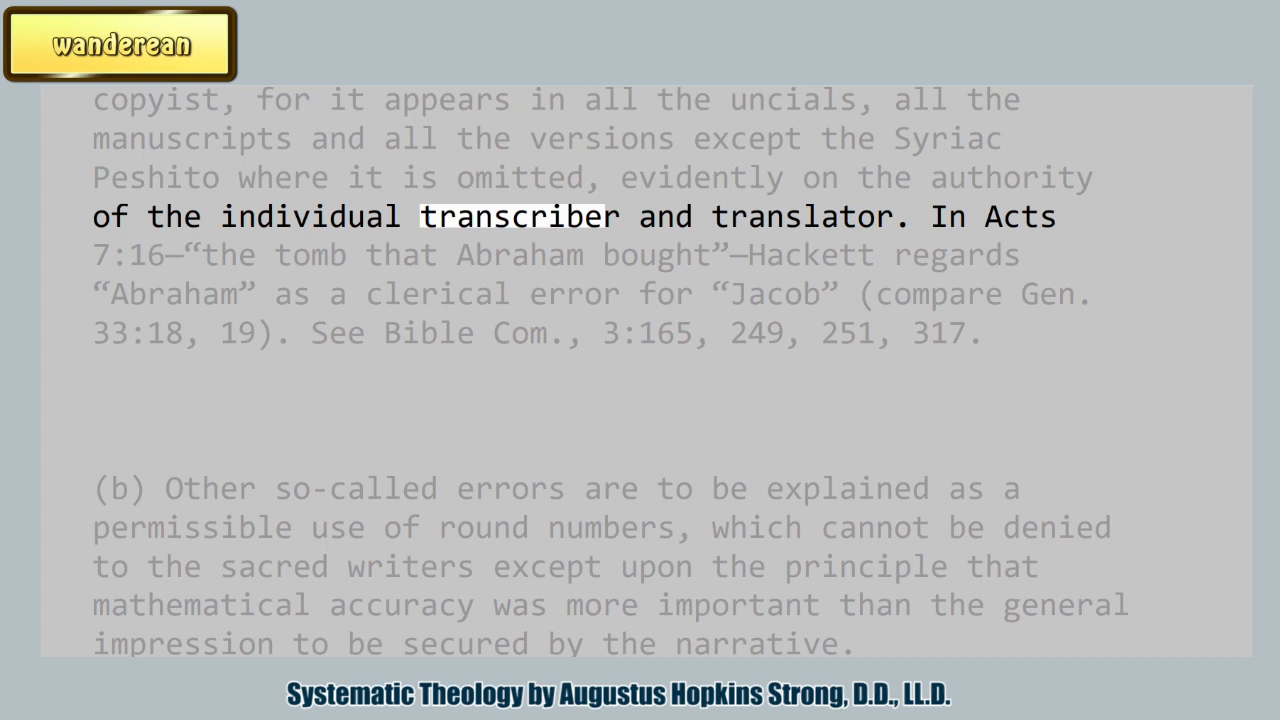 wanderean
copyist, for it appears in all the uncials, all the
manuscripts and all the versions except the Syriac
Peshito where it is omitted, evidently on the authority
of the individual transcriber and translator. In Acts
7:16—“the tomb that Abraham bought”—Hackett regards
“Abraham” as a clerical error for “Jacob” (compare Gen.
33:18, 19). See Bible Com., 3:165, 249, 251, 317.
(b) Other so-called errors are to be explained as a
permissible use of round numbers, which cannot be denied
to the sacred writers except upon the principle that
mathematical accuracy was more important than the general
impression to be secured by the narrative.
Systematic Theology by Augustus Hopkins Strong, D.D., LL.D.